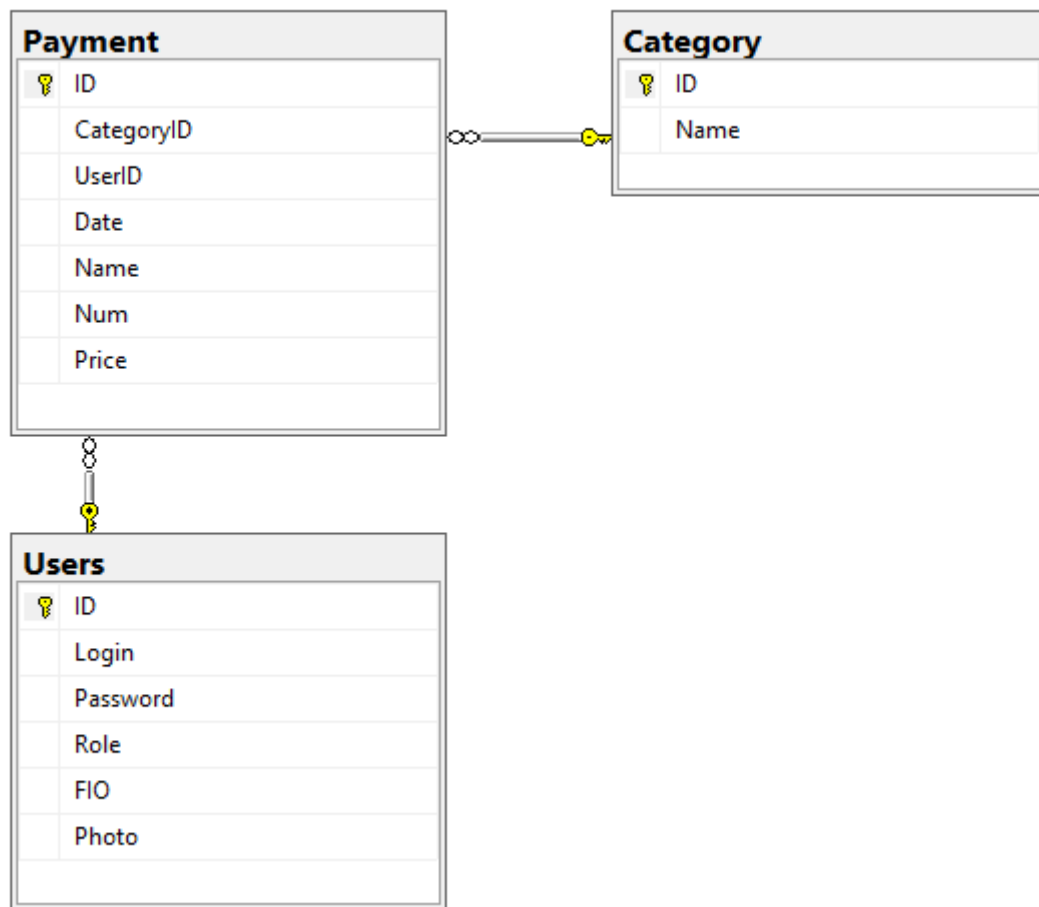 Payment
ID
CategoryID
UserID
Date
Name
Num
Price
Category
ID
Name
Users
ID
Login
Password
Role
FIO
Photo